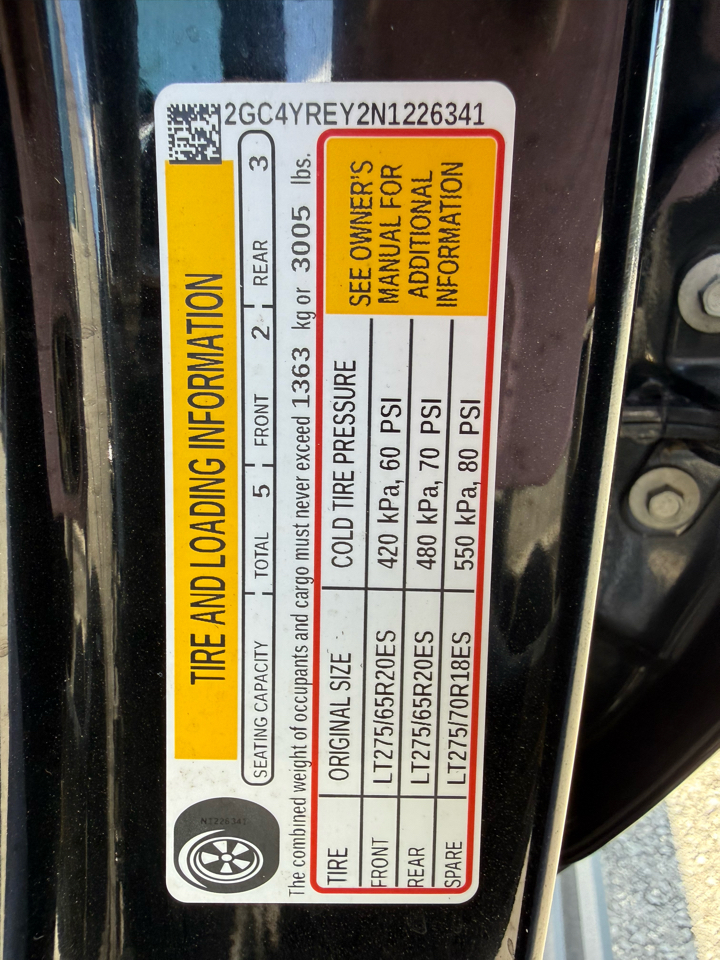 2GC4YREY2N1226341
TIRE AND LOADING INFORMATION
SEATING CAPACITY TOTAL 5 FRONT 2 REAR 3
The combined weight of occupants and cargo must never exceed 1363 kg or 3005 lbs.
TIRE ORIGINAL SIZE COLD TIRE PRESSURE
FRONT LT275/65R20ES 420 kPa, 60 PSI
REAR LT275/65R20ES 480 kPa, 70 PSI
SPARE LT275/70R18ES 550 kPa, 80 PSI
SEE OWNER'S
MANUAL FOR
ADDITIONAL
INFORMATION
N1226341